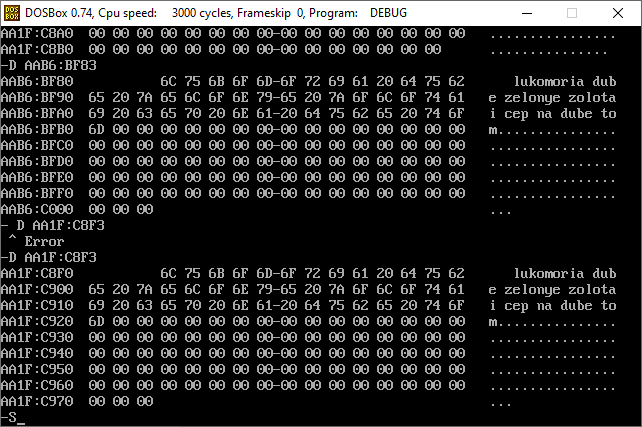 DOS
BOX
DOSBox 0.74, Cpu speed:    3000 cycles, Frameskip  0, Program:    DEBUG
AA1F:C8A0  00 00 00 00 00 00 00 00-00 00 00 00 00 00 00 00   ................
AA1F:C8B0  00 00 00 00 00 00 00 00-00 00 00 00 00 00 00      ...............
-D AAB6:BF83
AAB6:BF80           6C 75 6B 6F 6D-6F 72 69 61 20 64 75 62      lukomoria dub
AAB6:BF90  65 20 7A 65 6C 6F 6E 79-65 20 7A 6F 6C 6F 74 61   e zelonye zolota
AAB6:BFA0  69 20 63 65 70 20 6E 61-20 64 75 62 65 20 74 6F   i cep na dube to
AAB6:BFB0  6D 00 00 00 00 00 00 00-00 00 00 00 00 00 00 00   m...............
AAB6:BFC0  00 00 00 00 00 00 00 00-00 00 00 00 00 00 00 00   ................
AAB6:BFD0  00 00 00 00 00 00 00 00-00 00 00 00 00 00 00 00   ................
AAB6:BFE0  00 00 00 00 00 00 00 00-00 00 00 00 00 00 00 00   ................
AAB6:BFF0  00 00 00 00 00 00 00 00-00 00 00 00 00 00 00 00   ................
AAB6:C000  00 00 00                                          ...
- D AA1F:C8F3
 ^ Error
-D AA1F:C8F3
AA1F:C8F0           6C 75 6B 6F 6D-6F 72 69 61 20 64 75 62      lukomoria dub
AA1F:C900  65 20 7A 65 6C 6F 6E 79-65 20 7A 6F 6C 6F 74 61   e zelonye zolota
AA1F:C910  69 20 63 65 70 20 6E 61-20 64 75 62 65 20 74 6F   i cep na dube to
AA1F:C920  6D 00 00 00 00 00 00 00-00 00 00 00 00 00 00 00   m...............
AA1F:C930  00 00 00 00 00 00 00 00-00 00 00 00 00 00 00 00   ................
AA1F:C940  00 00 00 00 00 00 00 00-00 00 00 00 00 00 00 00   ................
AA1F:C950  00 00 00 00 00 00 00 00-00 00 00 00 00 00 00 00   ................
AA1F:C960  00 00 00 00 00 00 00 00-00 00 00 00 00 00 00 00   ................
AA1F:C970  00 00 00                                          ...
-S_